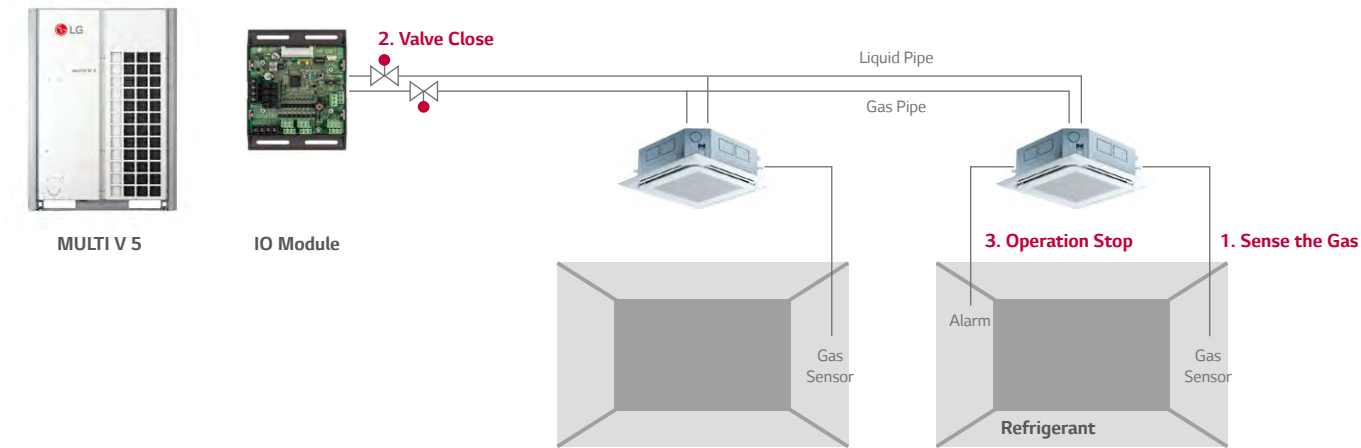 LG
MULTI V 5
2. Valve Close
Liquid Pipe
Gas Pipe
MULTI V 5
IO Module
3. Operation Stop
1. Sense the Gas
Alarm
Gas
Sensor
Gas
Sensor
Refrigerant